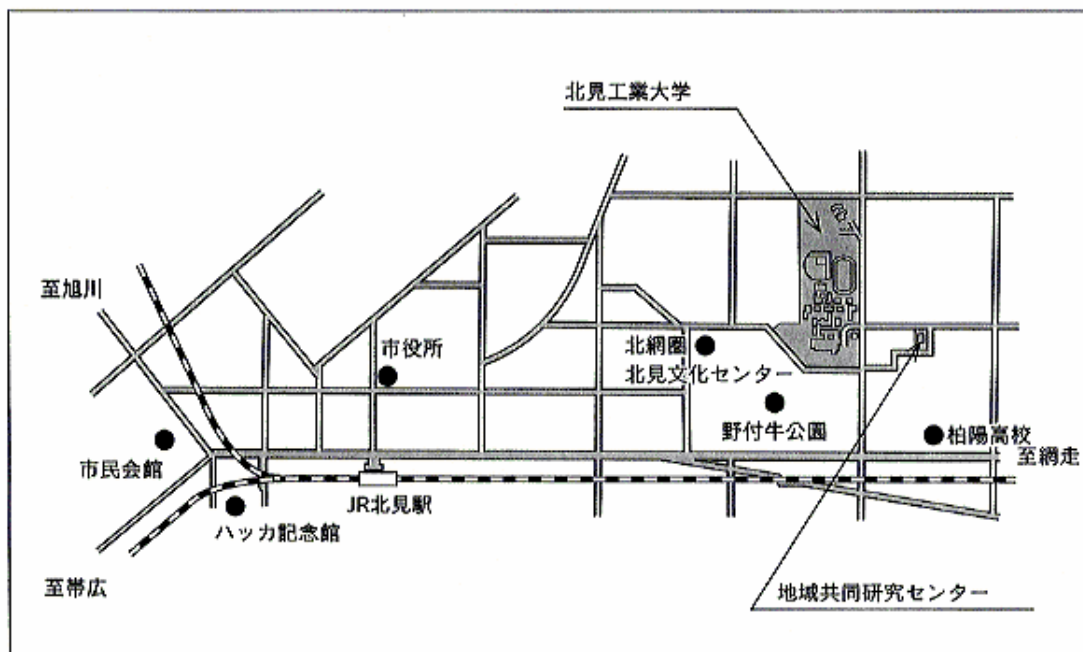 北見工業大学
至旭川
市役所
北網圏
北見文化センター
野付牛公園
柏陽高校
至網走
市民会館
JR北見駅
ハッカ記念館
至帯広
地域共同研究センター